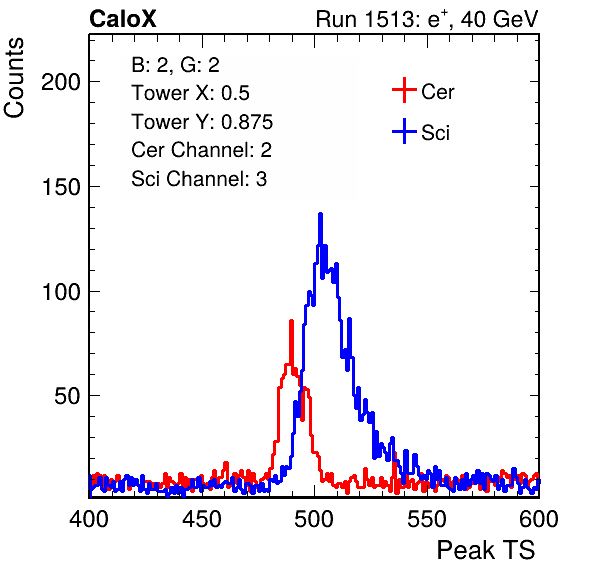 CaloX Run 1513: e⁺, 40 GeV
Counts
B: 2, G: 2
Tower X: 0.5
Tower Y: 0.875
Cer Channel: 2
Sci Channel: 3
Cer
Sci
200
150
100
50
400 450 500 550 600
Peak TS